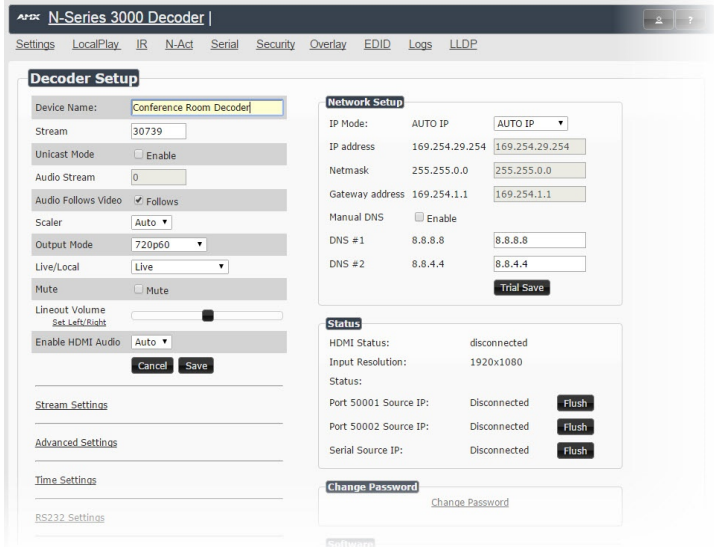 AMX N-Series 3000 Decoder |
?
Settings LocalPlay IR N-Act Serial Security Overlay EDID Logs LLDP
Decoder Setup
Device Name: Conference Room Decoder
Stream 30739
Unicast Mode Enable
Audio Stream 0
Audio Follows Video Follows
Scaler Auto
Output Mode 720p60
Live/Local Live
Mute Mute
Lineout Volume
Set Left/Right
Enable HDMI Audio Auto
Cancel Save
Stream Settings
Advanced Settings
Time Settings
RS232 Settings
Network Setup
IP Mode: AUTO IP AUTO IP
IP address 169.254.29.254 169.254.29.254
Netmask 255.255.0.0 255.255.0.0
Gateway address 169.254.1.1 169.254.1.1
Manual DNS Enable
DNS #1 8.8.8.8 8.8.8.8
DNS #2 8.8.4.4 8.8.4.4
Trial Save
Status
HDMI Status: disconnected
Input Resolution: 1920x1080
Status:
Port 50001 Source IP: Disconnected Flush
Port 50002 Source IP: Disconnected Flush
Serial Source IP: Disconnected Flush
Change Password
Change Password
Software